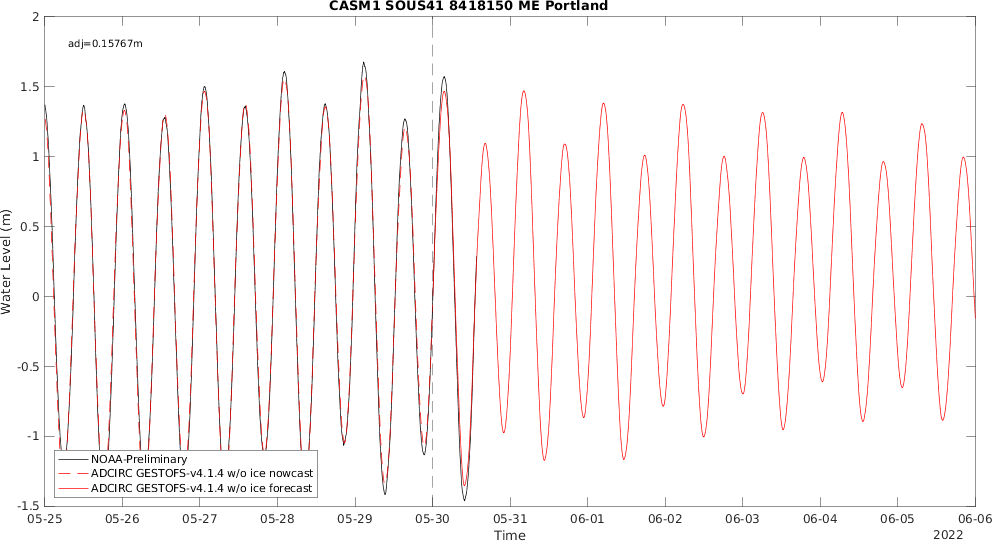 CASM1 SOUS41 8418150 ME Portland
adj=0.15767m
2
1.5
1
0.5
0
-0.5
-1
-1.5
Water Level (m)
NOAA-Preliminary
ADCIRC GESTOFS-v4.1.4 w/o ice nowcast
ADCIRC GESTOFS-v4.1.4 w/o ice forecast
05-25 05-26 05-27 05-28 05-29 05-30 05-31 06-01 06-02 06-03 06-04 06-05 06-06
Time
2022